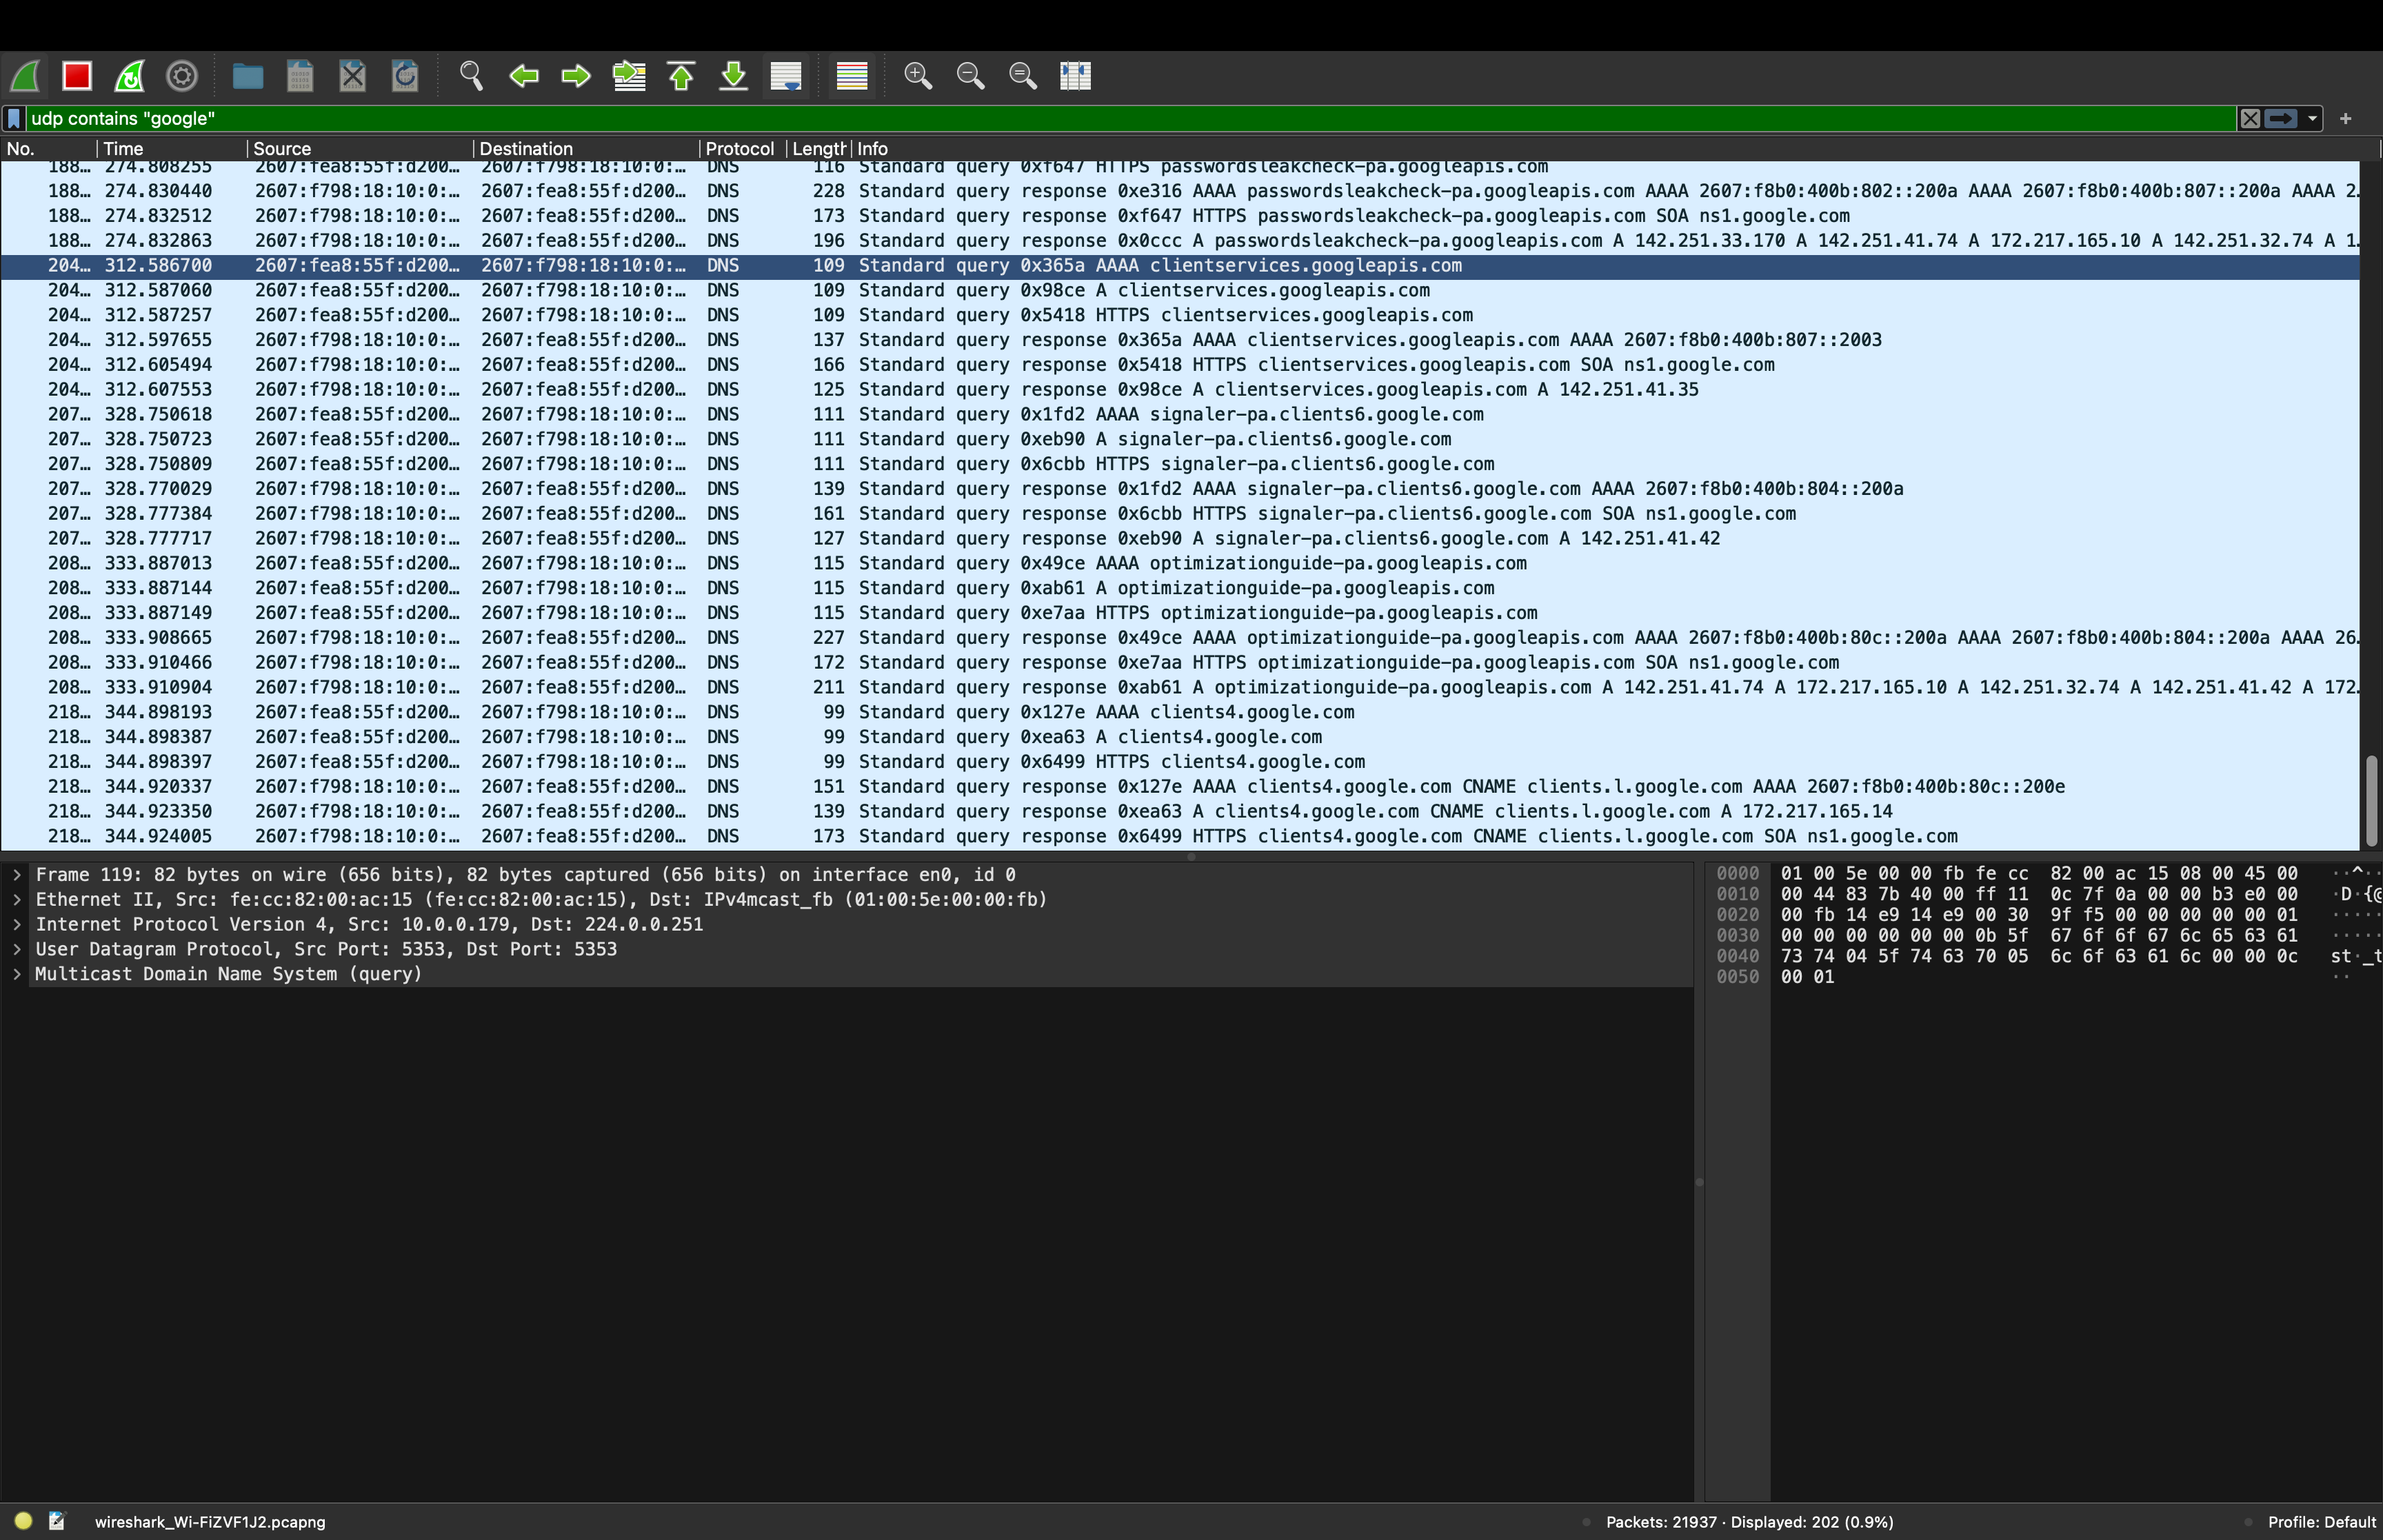 udp contains "google"
No. Time Source Destination Protocol Length Info
188… 274.808255 2607:fea8:55f:d200… 2607:f798:18:10:0:… DNS 116 Standard query 0xf647 HTTPS passwordsleakcheck-pa.googleapis.com
188… 274.830440 2607:f798:18:10:0:… 2607:fea8:55f:d200… DNS 228 Standard query response 0xe316 AAAA passwordsleakcheck-pa.googleapis.com AAAA 2607:f8b0:400b:802::200a AAAA 2607:f8b0:400b:807::200a AAAA 2.
188… 274.832512 2607:f798:18:10:0:… 2607:fea8:55f:d200… DNS 173 Standard query response 0xf647 HTTPS passwordsleakcheck-pa.googleapis.com SOA ns1.google.com
188… 274.832863 2607:f798:18:10:0:… 2607:fea8:55f:d200… DNS 196 Standard query response 0x0ccc A passwordsleakcheck-pa.googleapis.com A 142.251.33.170 A 142.251.41.74 A 172.217.165.10 A 142.251.32.74 A 1.
204… 312.586700 2607:fea8:55f:d200… 2607:f798:18:10:0:… DNS 109 Standard query 0x365a AAAA clientservices.googleapis.com
204… 312.587060 2607:fea8:55f:d200… 2607:f798:18:10:0:… DNS 109 Standard query 0x98ce A clientservices.googleapis.com
204… 312.587257 2607:fea8:55f:d200… 2607:f798:18:10:0:… DNS 109 Standard query 0x5418 HTTPS clientservices.googleapis.com
204… 312.597655 2607:f798:18:10:0:… 2607:fea8:55f:d200… DNS 137 Standard query response 0x365a AAAA clientservices.googleapis.com AAAA 2607:f8b0:400b:807::2003
204… 312.605494 2607:f798:18:10:0:… 2607:fea8:55f:d200… DNS 166 Standard query response 0x5418 HTTPS clientservices.googleapis.com SOA ns1.google.com
204… 312.607553 2607:f798:18:10:0:… 2607:fea8:55f:d200… DNS 125 Standard query response 0x98ce A clientservices.googleapis.com A 142.251.41.35
207… 328.750618 2607:fea8:55f:d200… 2607:f798:18:10:0:… DNS 111 Standard query 0x1fd2 AAAA signaler-pa.clients6.google.com
207… 328.750723 2607:fea8:55f:d200… 2607:f798:18:10:0:… DNS 111 Standard query 0xeb90 A signaler-pa.clients6.google.com
207… 328.750809 2607:fea8:55f:d200… 2607:f798:18:10:0:… DNS 111 Standard query 0x6cbb HTTPS signaler-pa.clients6.google.com
207… 328.770029 2607:f798:18:10:0:… 2607:fea8:55f:d200… DNS 139 Standard query response 0x1fd2 AAAA signaler-pa.clients6.google.com AAAA 2607:f8b0:400b:804::200a
207… 328.777384 2607:f798:18:10:0:… 2607:fea8:55f:d200… DNS 161 Standard query response 0x6cbb HTTPS signaler-pa.clients6.google.com SOA ns1.google.com
207… 328.777717 2607:f798:18:10:0:… 2607:fea8:55f:d200… DNS 127 Standard query response 0xeb90 A signaler-pa.clients6.google.com A 142.251.41.42
208… 333.887013 2607:fea8:55f:d200… 2607:f798:18:10:0:… DNS 115 Standard query 0x49ce AAAA optimizationguide-pa.googleapis.com
208… 333.887144 2607:fea8:55f:d200… 2607:f798:18:10:0:… DNS 115 Standard query 0xab61 A optimizationguide-pa.googleapis.com
208… 333.887149 2607:fea8:55f:d200… 2607:f798:18:10:0:… DNS 115 Standard query 0xe7aa HTTPS optimizationguide-pa.googleapis.com
208… 333.908665 2607:f798:18:10:0:… 2607:fea8:55f:d200… DNS 227 Standard query response 0x49ce AAAA optimizationguide-pa.googleapis.com AAAA 2607:f8b0:400b:80c::200a AAAA 2607:f8b0:400b:804::200a AAAA 26.
208… 333.910466 2607:f798:18:10:0:… 2607:fea8:55f:d200… DNS 172 Standard query response 0xe7aa HTTPS optimizationguide-pa.googleapis.com SOA ns1.google.com
208… 333.910904 2607:f798:18:10:0:… 2607:fea8:55f:d200… DNS 211 Standard query response 0xab61 A optimizationguide-pa.googleapis.com A 142.251.41.74 A 172.217.165.10 A 142.251.32.74 A 142.251.41.42 A 172.
218… 344.898193 2607:fea8:55f:d200… 2607:f798:18:10:0:… DNS 99 Standard query 0x127e AAAA clients4.google.com
218… 344.898387 2607:fea8:55f:d200… 2607:f798:18:10:0:… DNS 99 Standard query 0xea63 A clients4.google.com
218… 344.898397 2607:fea8:55f:d200… 2607:f798:18:10:0:… DNS 99 Standard query 0x6499 HTTPS clients4.google.com
218… 344.920337 2607:f798:18:10:0:… 2607:fea8:55f:d200… DNS 151 Standard query response 0x127e AAAA clients4.google.com CNAME clients.l.google.com AAAA 2607:f8b0:400b:80c::200e
218… 344.923350 2607:f798:18:10:0:… 2607:fea8:55f:d200… DNS 139 Standard query response 0xea63 A clients4.google.com CNAME clients.l.google.com A 172.217.165.14
218… 344.924005 2607:f798:18:10:0:… 2607:fea8:55f:d200… DNS 173 Standard query response 0x6499 HTTPS clients4.google.com CNAME clients.l.google.com SOA ns1.google.com
Frame 119: 82 bytes on wire (656 bits), 82 bytes captured (656 bits) on interface en0, id 0
Ethernet II, Src: fe:cc:82:00:ac:15 (fe:cc:82:00:ac:15), Dst: IPv4mcast_fb (01:00:5e:00:00:fb)
Internet Protocol Version 4, Src: 10.0.0.179, Dst: 224.0.0.251
User Datagram Protocol, Src Port: 5353, Dst Port: 5353
Multicast Domain Name System (query)
0000 01 00 5e 00 00 fb fe cc 82 00 ac 15 08 00 45 00 ··^··
0010 00 44 83 7b 40 00 ff 11 0c 7f 0a 00 00 b3 e0 00 ·D·{@
0020 00 fb 14 e9 14 e9 00 30 9f f5 00 00 00 00 00 01 ·····
0030 00 00 00 00 00 00 0b 5f 67 6f 6f 67 6c 65 63 61 ·····
0040 73 74 04 5f 74 63 70 05 6c 6f 63 61 6c 00 00 0c st·_t
0050 00 01 ··
wireshark_Wi-FiZVF1J2.pcapng
Packets: 21937 · Displayed: 202 (0.9%)
Profile: Default